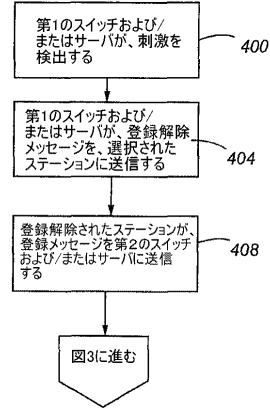 第1のスイッチおよび/
またはサーバが、刺激を
検出する
400
第1のスイッチおよび/
またはサーバが、登録解除
メッセージを、選択された
ステーションに送信する
404
登録解除されたステーションが、
登録メッセージを第2のスイッチ
および/またはサーバに送信
する
408
図3に進む